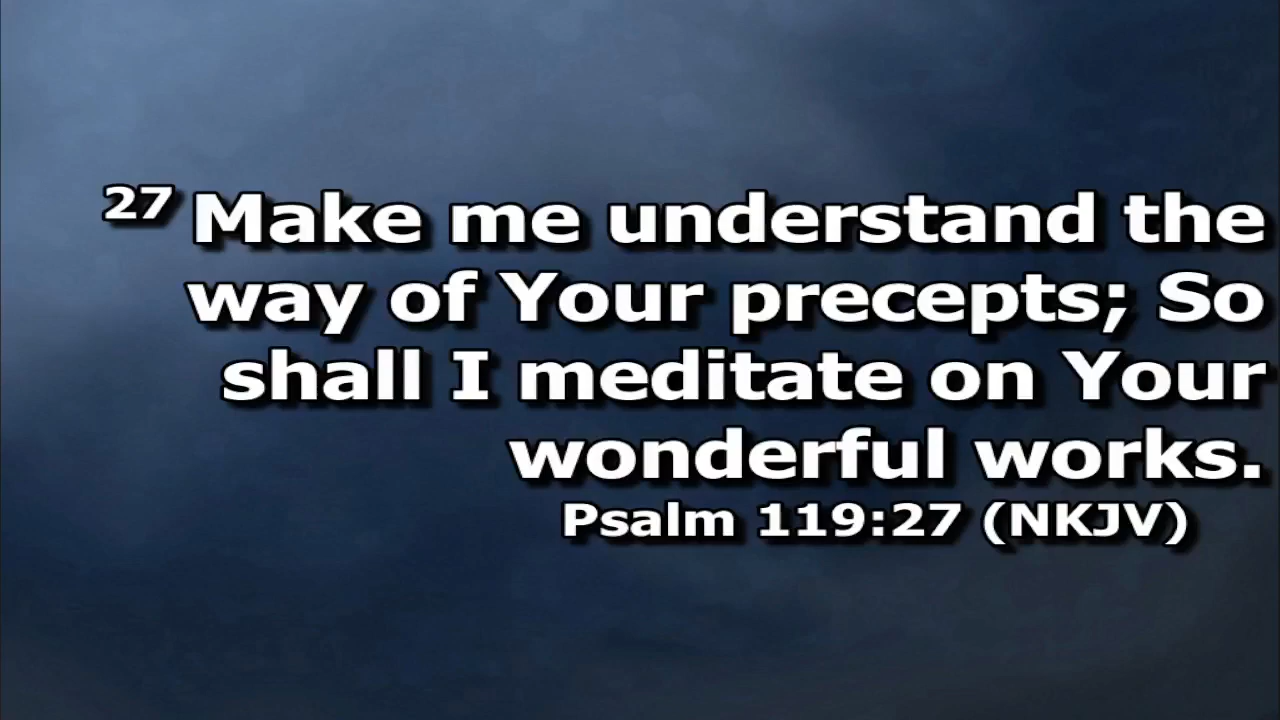 27 Make me understand the
way of Your precepts; So
shall I meditate on Your
wonderful works.
Psalm 119:27 (NKJV)